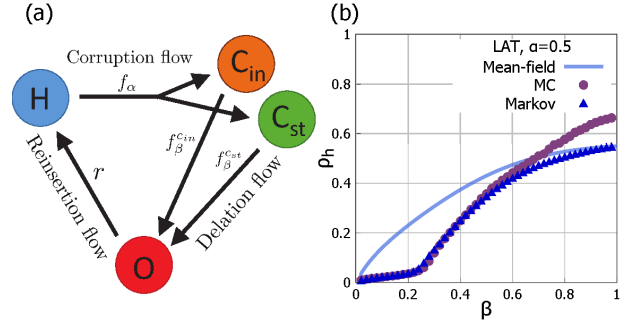 (a)
Corruption flow
f_α
H
C_in
C_st
f_β^{c_in}
f_β^{c_st}
Reinsertion flow
r
Delation flow
O
(b)
LAT, α=0.5
Mean-field
MC
Markov
ρ_h
1
0.8
0.6
0.4
0.2
0
0
0.2
0.4
0.6
0.8
1
β